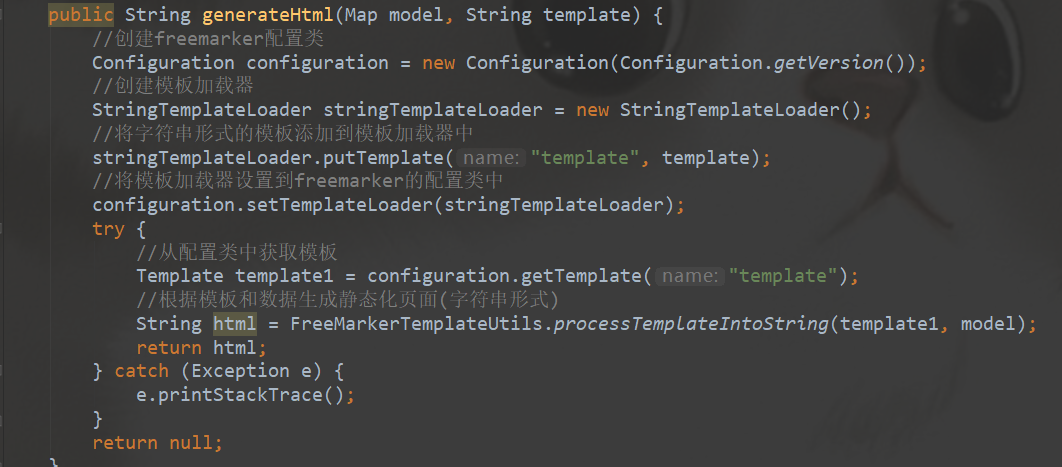 public String generateHtml(Map model, String template) {
//创建freemarker配置类
Configuration configuration = new Configuration(Configuration.getVersion());
//创建模板加载器
StringTemplateLoader stringTemplateLoader = new StringTemplateLoader();
//将字符串形式的模板添加到模板加载器中
stringTemplateLoader.putTemplate( name: "template", template);
//将模板加载器设置到freemarker的配置类中
configuration.setTemplateLoader(stringTemplateLoader);
try {
//从配置类中获取模板
Template template1 = configuration.getTemplate( name: "template");
//根据模板和数据生成静态化页面(字符串形式)
String html = FreeMarkerTemplateUtils.processTemplateIntoString(template1, model);
return html;
} catch (Exception e) {
e.printStackTrace();
}
return null;
}